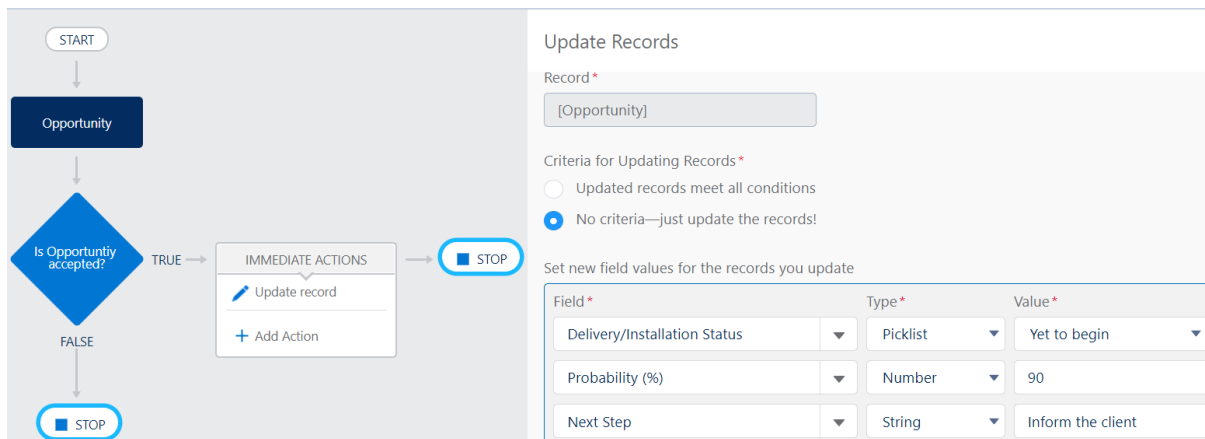 START
Opportunity
Is Opportuntiy
accepted?
TRUE
FALSE
IMMEDIATE ACTIONS
Update record
+ Add Action
STOP
STOP
Update Records
Record*
[Opportunity]
Criteria for Updating Records*
Updated records meet all conditions
No criteria—just update the records!
Set new field values for the records you update
Field* Type* Value*
Delivery/Installation Status Picklist Yet to begin
Probability (%) Number 90
Next Step String Inform the client